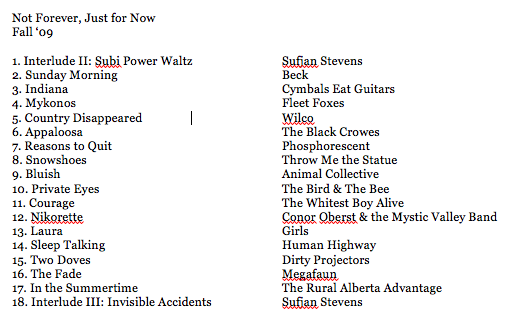 Not Forever, Just for Now
Fall ‘09
1. Interlude II: Subi Power Waltz Sufjan Stevens
2. Sunday Morning Beck
3. Indiana Cymbals Eat Guitars
4. Mykonos Fleet Foxes
5. Country Disappeared Wilco
6. Appaloosa The Black Crowes
7. Reasons to Quit Phosphorescent
8. Snowshoes Throw Me the Statue
9. Bluish Animal Collective
10. Private Eyes The Bird & The Bee
11. Courage The Whitest Boy Alive
12. Nikorette Conor Oberst & the Mystic Valley Band
13. Laura Girls
14. Sleep Talking Human Highway
15. Two Doves Dirty Projectors
16. The Fade Megafaun
17. In the Summertime The Rural Alberta Advantage
18. Interlude III: Invisible Accidents Sufjan Stevens